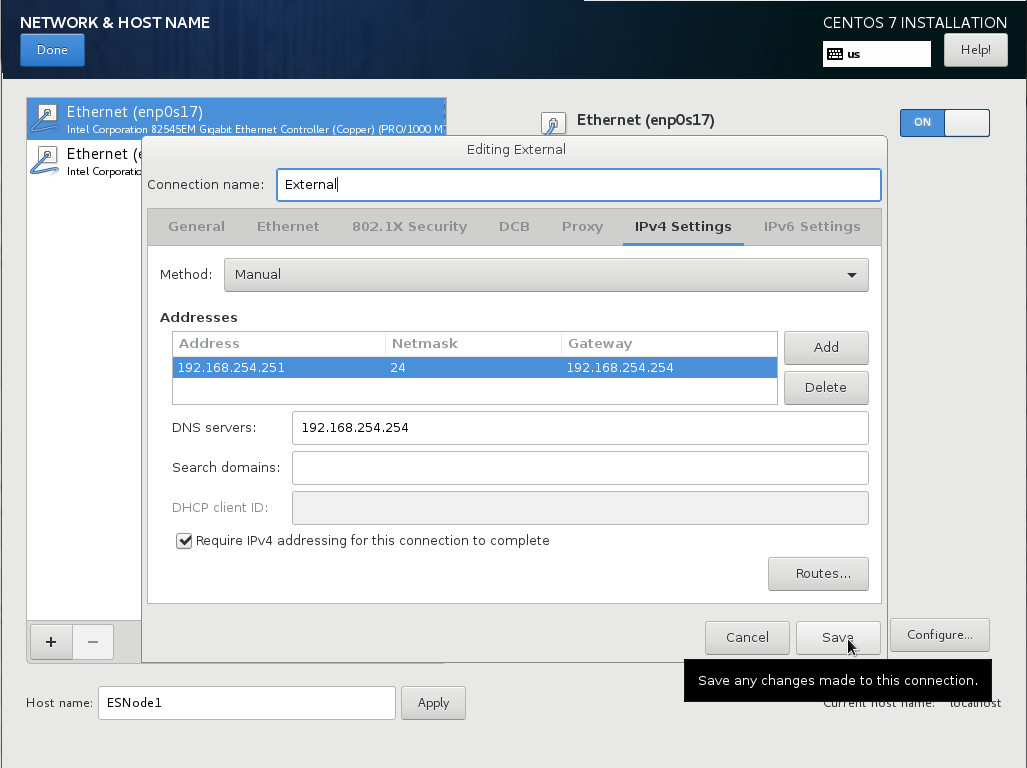 NETWORK & HOST NAME
CENTOS 7 INSTALLATION
Done
us
Help!
Ethernet (enp0s17)
Intel Corporation 82545EM Gigabit Ethernet Controller (Copper) (PRO/1000 MT
Ethernet (enp0s17)
ON
Ethernet (e
Intel Corporatio
Editing External
Connection name: External
General Ethernet 802.1X Security DCB Proxy IPv4 Settings IPv6 Settings
Method: Manual
Addresses
Address Netmask Gateway
Add
192.168.254.251 24 192.168.254.254
Delete
DNS servers: 192.168.254.254
Search domains:
DHCP client ID:
Require IPv4 addressing for this connection to complete
Routes...
+ −
Cancel Save Configure...
Save any changes made to this connection.
Host name: ESNode1 Apply
Current host name: localhost